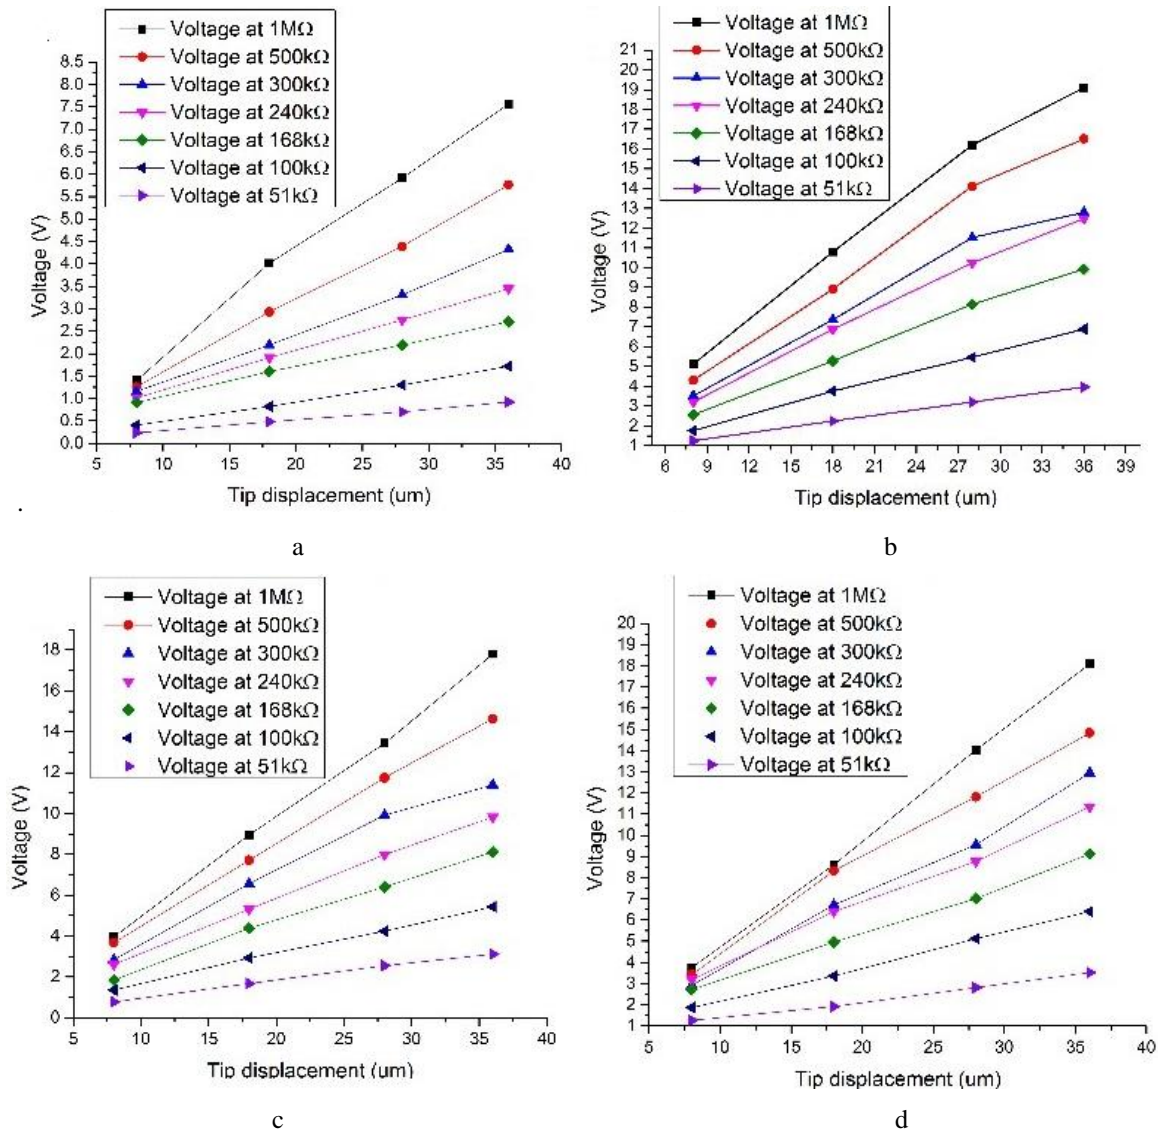 Voltage at 1MΩ
Voltage at 500kΩ
Voltage at 300kΩ
Voltage at 240kΩ
Voltage at 168kΩ
Voltage at 100kΩ
Voltage at 51kΩ
8.5
8.0
7.5
7.0
6.5
6.0
5.5
5.0
4.5
4.0
3.5
3.0
2.5
2.0
1.5
1.0
0.5
0.0
Voltage (V)
5 10 15 20 25 30 35 40
Tip displacement (um)
a
Voltage at 1MΩ
Voltage at 500kΩ
Voltage at 300kΩ
Voltage at 240kΩ
Voltage at 168kΩ
Voltage at 100kΩ
Voltage at 51kΩ
21
20
19
18
17
16
15
14
13
12
11
10
9
8
7
6
5
4
3
2
1
Voltage (V)
6 9 12 15 18 21 24 27 30 33 36 39
Tip displacement (um)
b
Voltage at 1MΩ
Voltage at 500kΩ
Voltage at 300kΩ
Voltage at 240kΩ
Voltage at 168kΩ
Voltage at 100kΩ
Voltage at 51kΩ
18
16
14
12
10
8
6
4
2
0
Voltage (V)
5 10 15 20 25 30 35 40
Tip displacement (um)
c
Voltage at 1MΩ
Voltage at 500kΩ
Voltage at 300kΩ
Voltage at 240kΩ
Voltage at 168kΩ
Voltage at 100kΩ
Voltage at 51kΩ
20
19
18
17
16
15
14
13
12
11
10
9
8
7
6
5
4
3
2
1
Voltage (V)
5 10 15 20 25 30 35 40
Tip displacement (um)
d